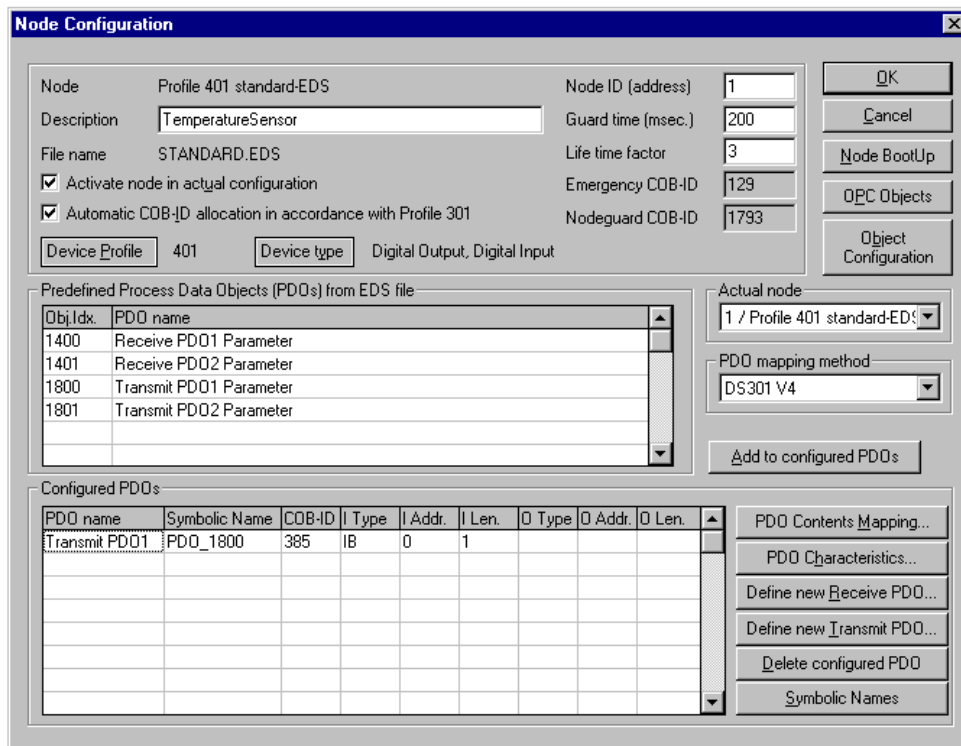 Node Configuration
Node Profile 401 standard-EDS
Description TemperatureSensor
File name STANDARD.EDS
Activate node in actual configuration
Automatic COB-ID allocation in accordance with Profile 301
Device Profile 401 Device type Digital Output, Digital Input
Node ID (address) 1
Guard time (msec.) 200
Life time factor 3
Emergency COB-ID 129
Nodeguard COB-ID 1793
OK
Cancel
Node BootUp
OPC Objects
Object
Configuration
Predefined Process Data Objects (PDOs) from EDS file
Obj.Idx. PDO name
1400 Receive PDO1 Parameter
1401 Receive PDO2 Parameter
1800 Transmit PDO1 Parameter
1801 Transmit PDO2 Parameter
Actual node
1 / Profile 401 standard-EDS
PDO mapping method
DS301 V4
Add to configured PDOs
Configured PDOs
PDO name Symbolic Name COB-ID I Type I Addr. I Len. O Type O Addr. O Len.
Transmit PDO1 PDO_1800 385 IB 0 1
PDO Contents Mapping...
PDO Characteristics...
Define new Receive PDO...
Define new Transmit PDO...
Delete configured PDO
Symbolic Names